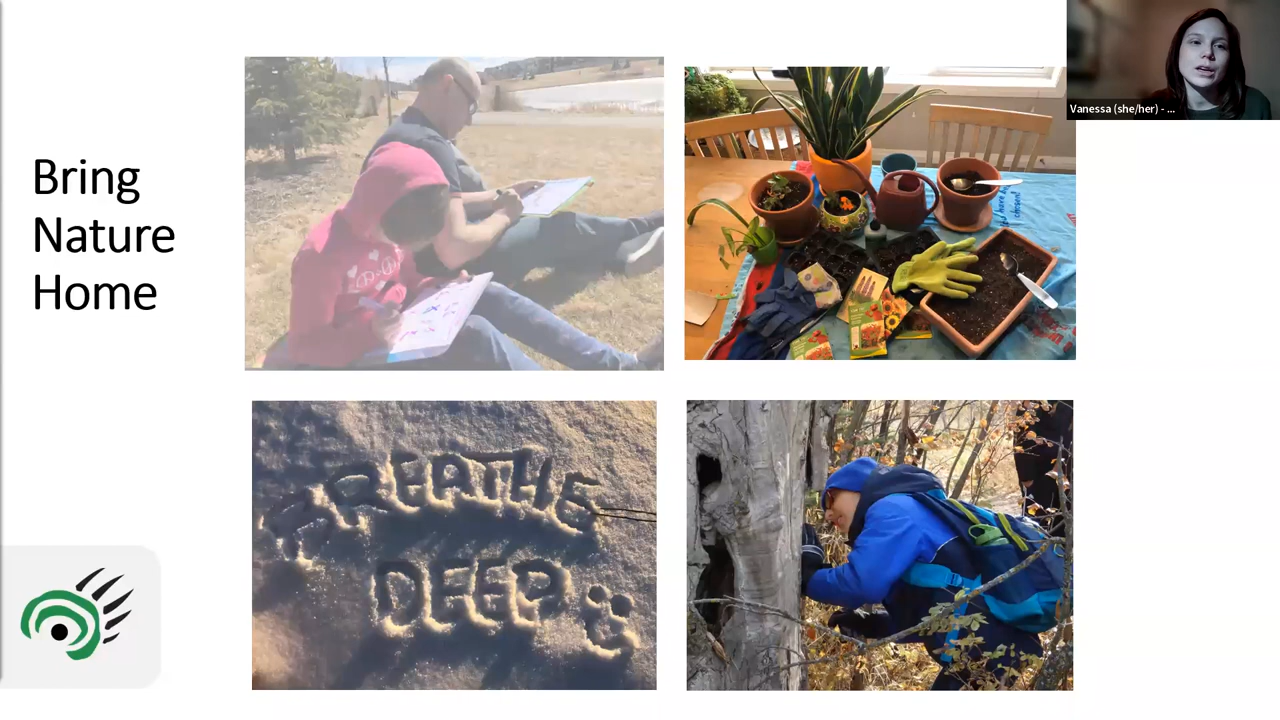 Bring
Nature
Home
Vanessa (she/her) - ...
BREATHE
DEEP